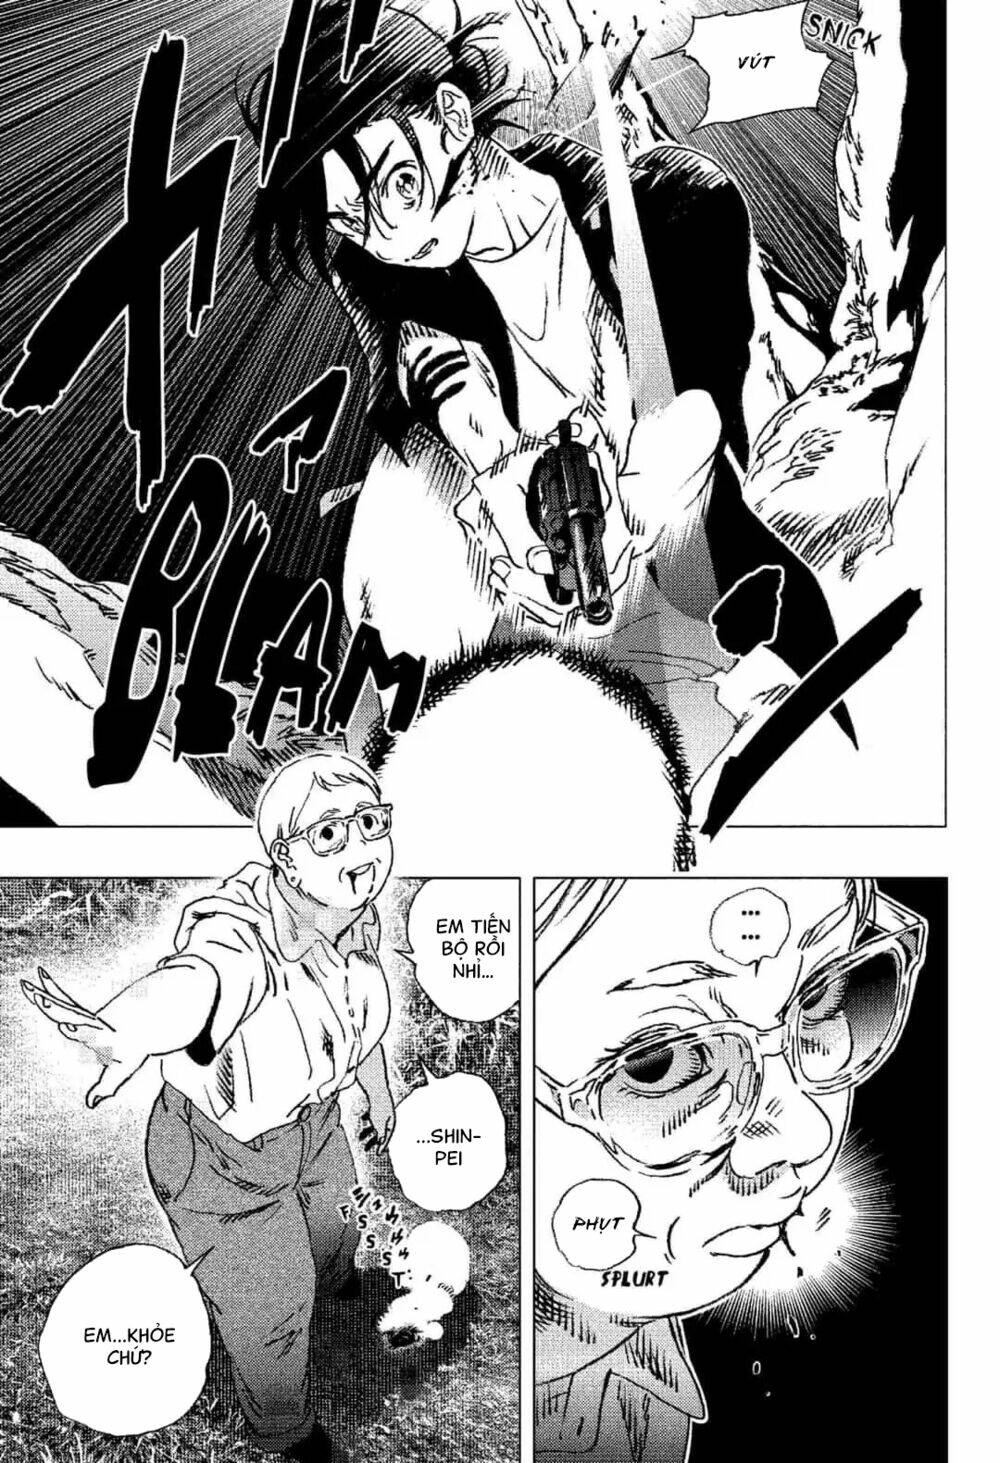 VÚT
SNICK
BLAM
...
...
PHỤT
SPLURT
EM TIẾN
BỘ RỒI
NHỈ...
...SHIN-
PEI
FSSST
EM...KHỎE
CHỨ?